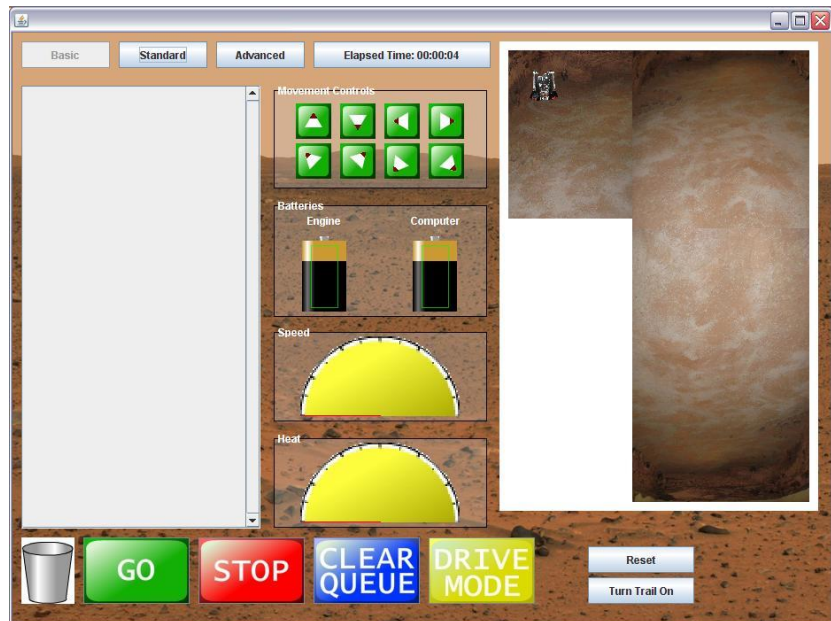 Basic
Standard
Advanced
Elapsed Time: 00:00:04
Movement Controls
Batteries
Engine
Computer
Speed
Heat
GO
STOP
CLEAR
QUEUE
DRIVE
MODE
Reset
Turn Trail On